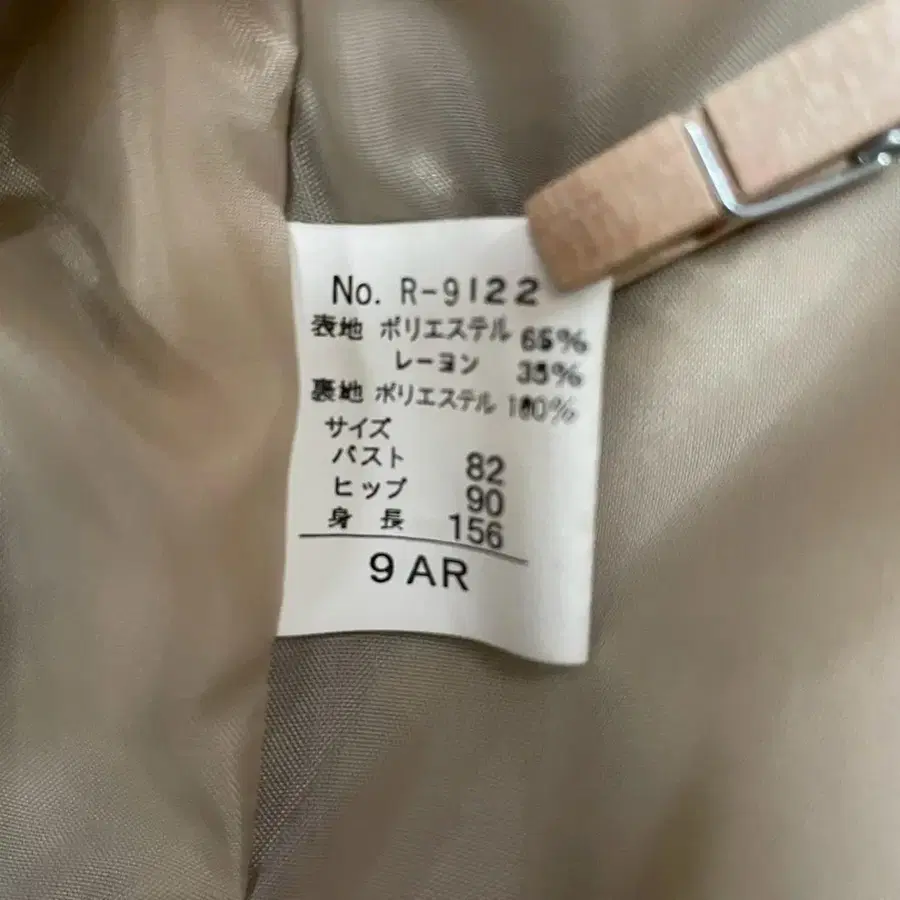 No. R-9122
表地 ポリエステル 65%
レーヨン 35%
裏地 ポリエステル 100%
サイズ
バスト 82
ヒップ 90
身長 156
9AR